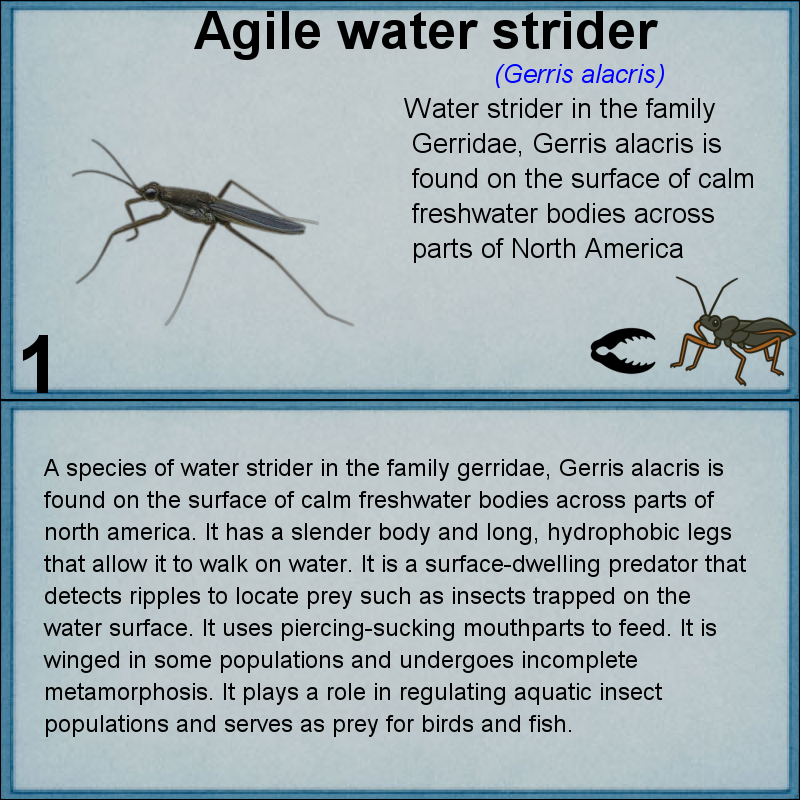 Agile water strider
(Gerris alacris)
Water strider in the family
Gerridae, Gerris alacris is
found on the surface of calm
freshwater bodies across
parts of North America
1
A species of water strider in the family gerridae, Gerris alacris is
found on the surface of calm freshwater bodies across parts of
north america. It has a slender body and long, hydrophobic legs
that allow it to walk on water. It is a surface-dwelling predator that
detects ripples to locate prey such as insects trapped on the
water surface. It uses piercing-sucking mouthparts to feed. It is
winged in some populations and undergoes incomplete
metamorphosis. It plays a role in regulating aquatic insect
populations and serves as prey for birds and fish.